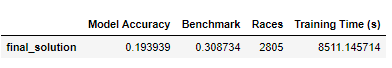 Model Accuracy Benchmark Races Training Time (s)
final_solution 0.193939 0.308734 2805 8511.145714